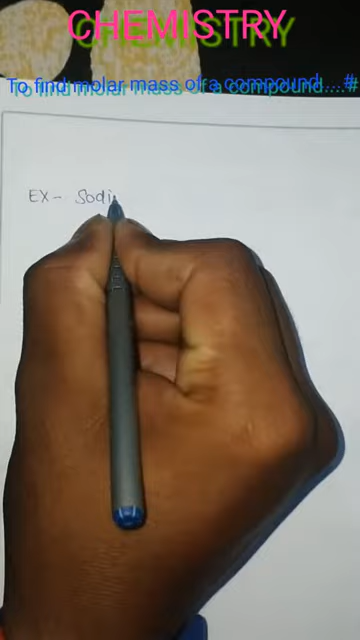 CHEMISTRY
To find molar mass of a compound....#
EX- Sodi